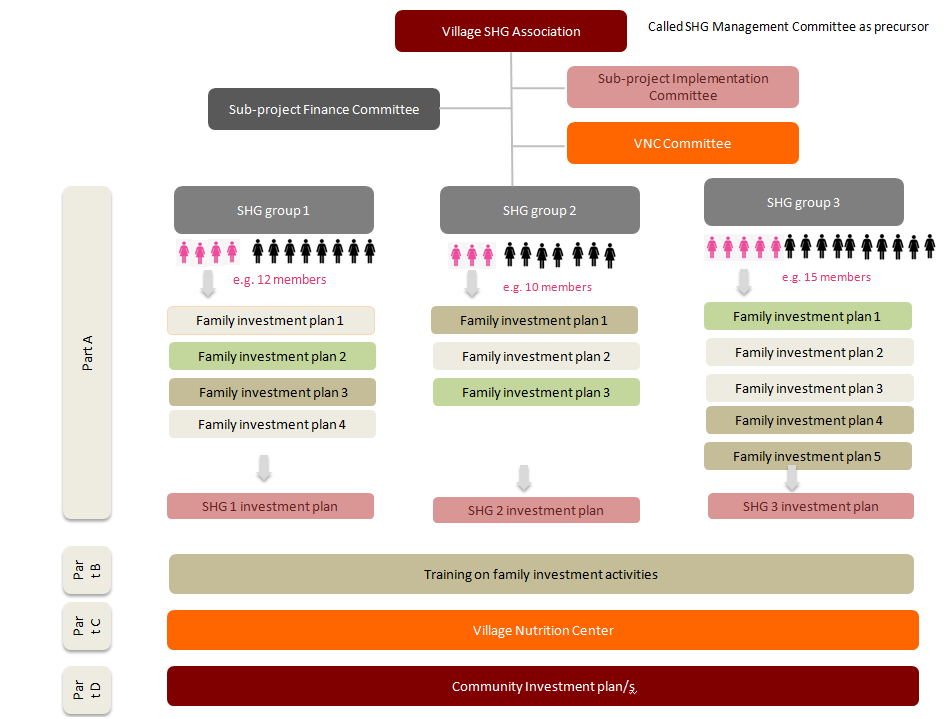 Village SHG Association
Called SHG Management Committee as precursor
Sub-project Implementation
Committee
Sub-project Finance Committee
VNC Committee
SHG group 1
SHG group 2
SHG group 3
e.g. 12 members
e.g. 10 members
e.g. 15 members
Part A
Family investment plan 1
Family investment plan 2
Family investment plan 3
Family investment plan 4
SHG 1 investment plan
Family investment plan 1
Family investment plan 2
Family investment plan 3
SHG 2 investment plan
Family investment plan 1
Family investment plan 2
Family investment plan 3
Family investment plan 4
Family investment plan 5
SHG 3 investment plan
Par
t B
Training on family investment activities
Par
t C
Village Nutrition Center
Par
t D
Community Investment plan/s